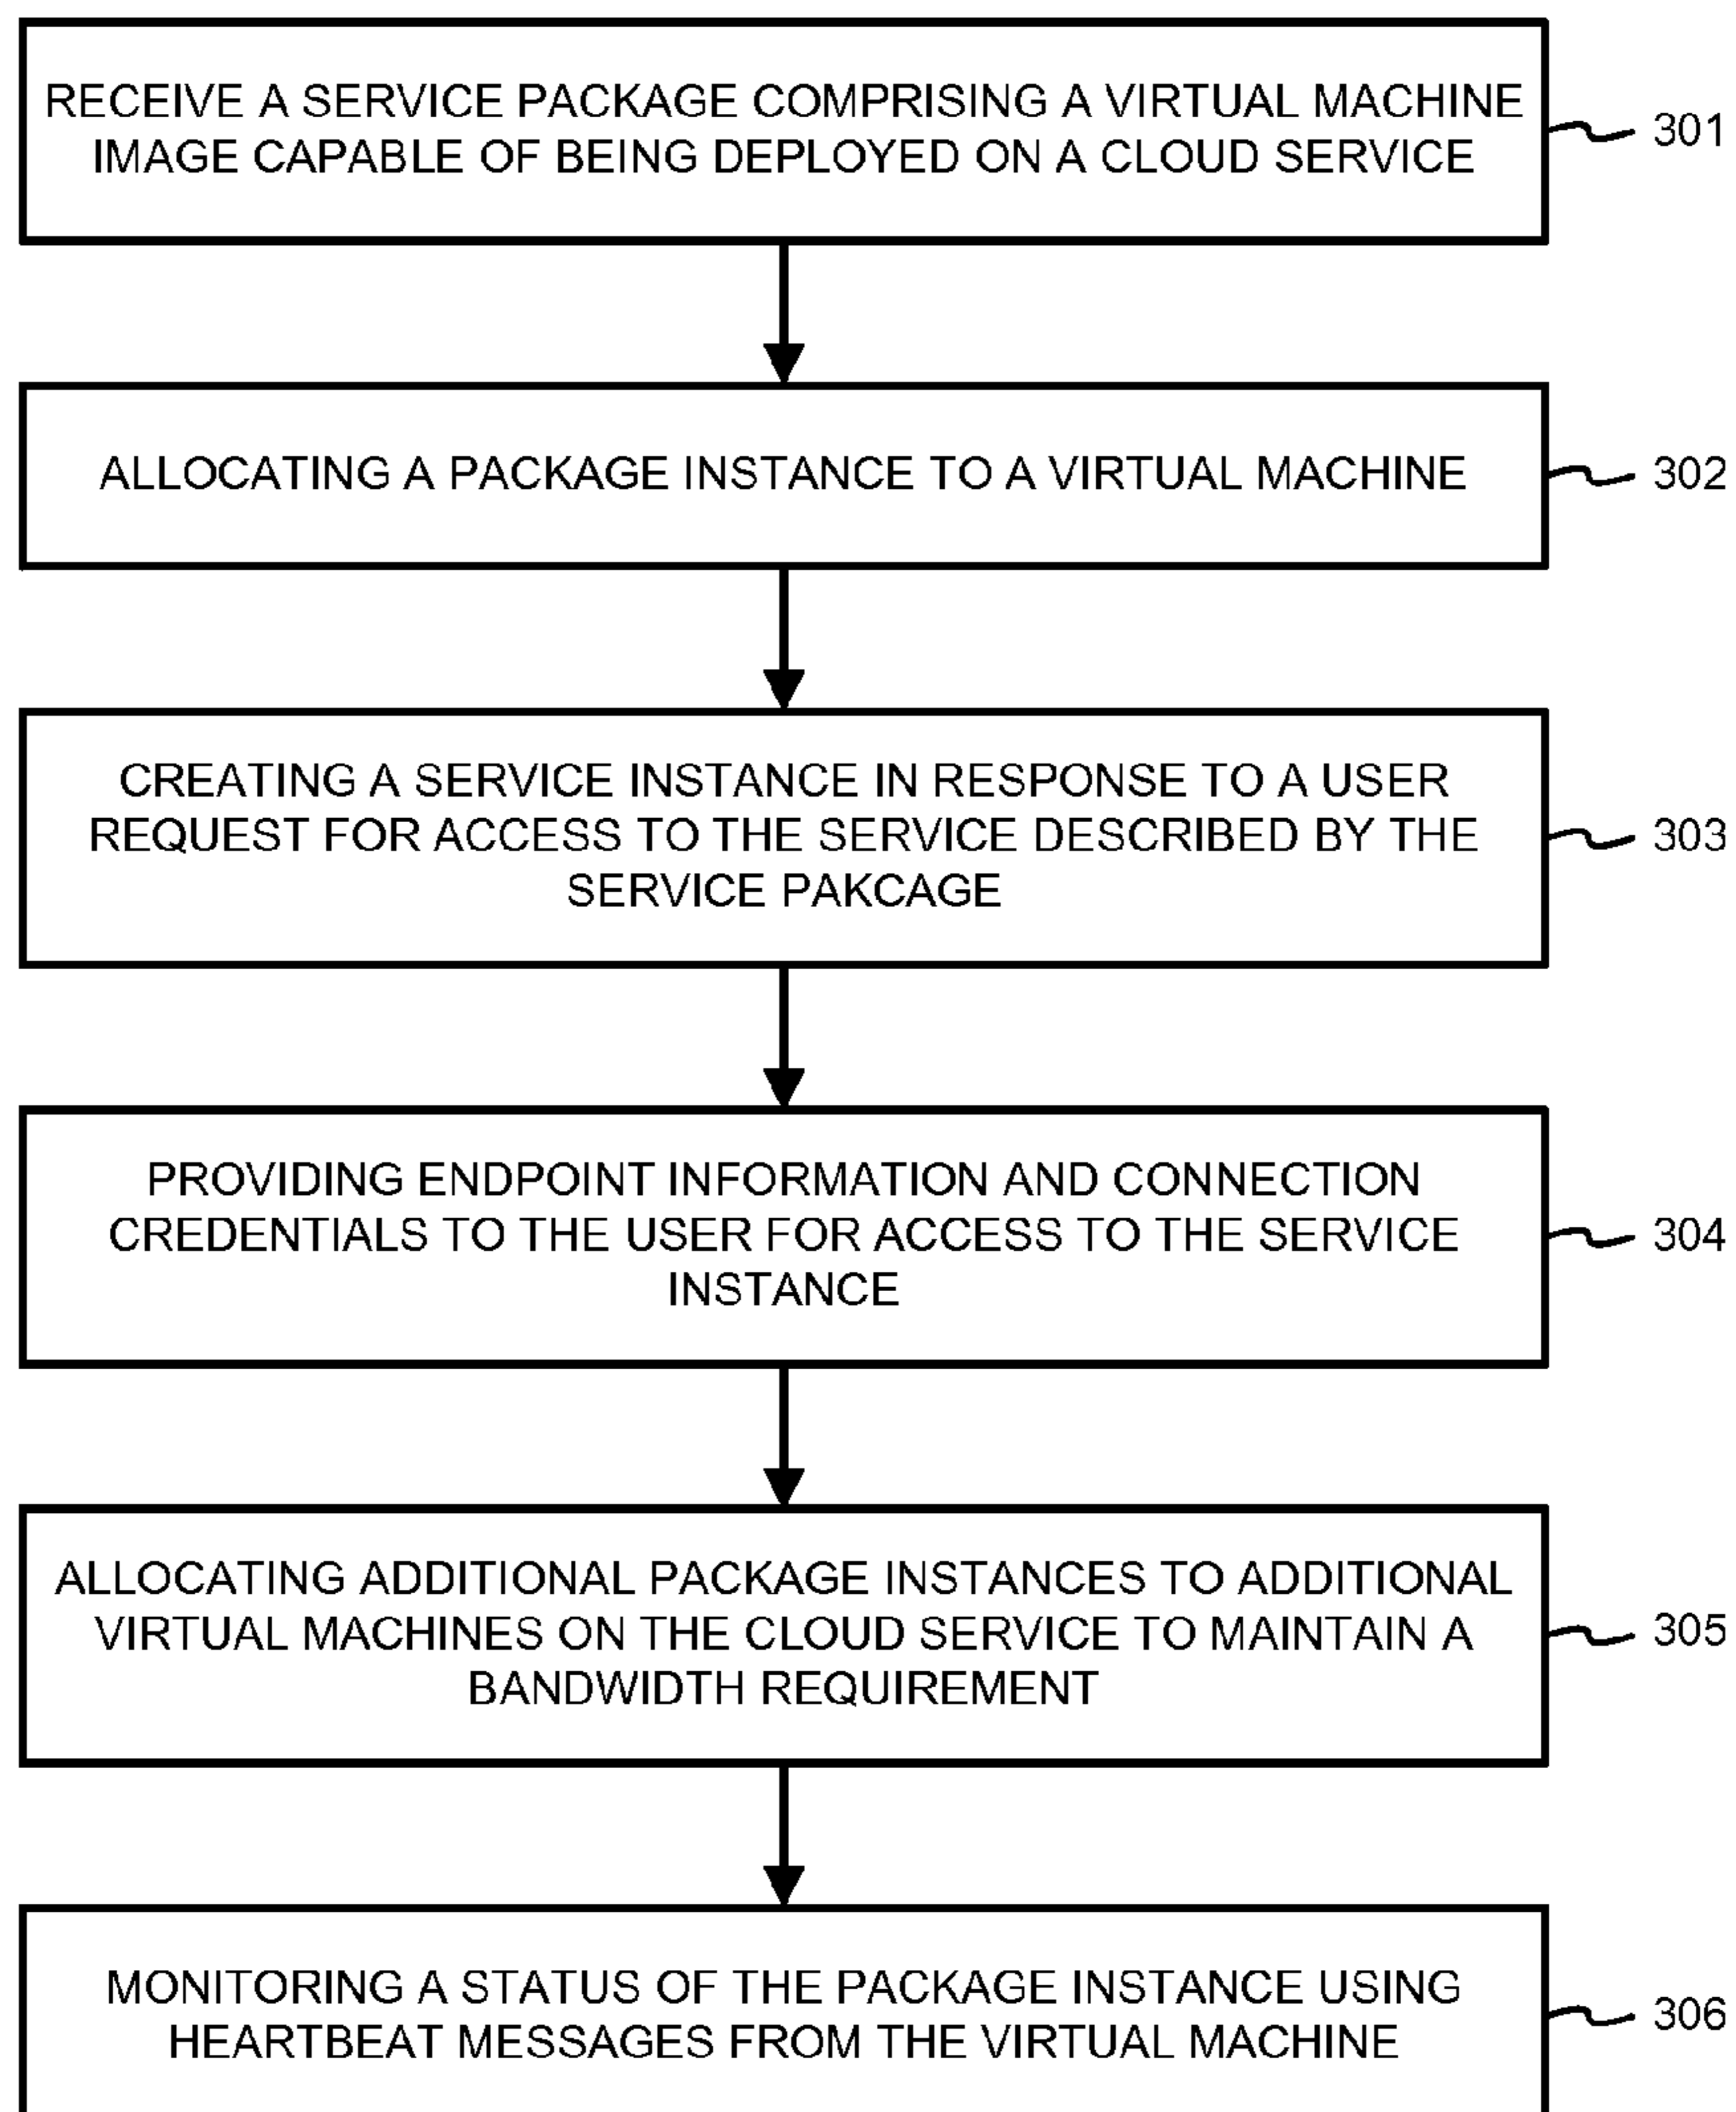 RECEIVE A SERVICE PACKAGE COMPRISING A VIRTUAL MACHINE
IMAGE CAPABLE OF BEING DEPLOYED ON A CLOUD SERVICE
301
ALLOCATING A PACKAGE INSTANCE TO A VIRTUAL MACHINE
302
CREATING A SERVICE INSTANCE IN RESPONSE TO A USER
REQUEST FOR ACCESS TO THE SERVICE DESCRIBED BY THE
SERVICE PAKCAGE
303
PROVIDING ENDPOINT INFORMATION AND CONNECTION
CREDENTIALS TO THE USER FOR ACCESS TO THE SERVICE
INSTANCE
304
ALLOCATING ADDITIONAL PACKAGE INSTANCES TO ADDITIONAL
VIRTUAL MACHINES ON THE CLOUD SERVICE TO MAINTAIN A
BANDWIDTH REQUIREMENT
305
MONITORING A STATUS OF THE PACKAGE INSTANCE USING
HEARTBEAT MESSAGES FROM THE VIRTUAL MACHINE
306